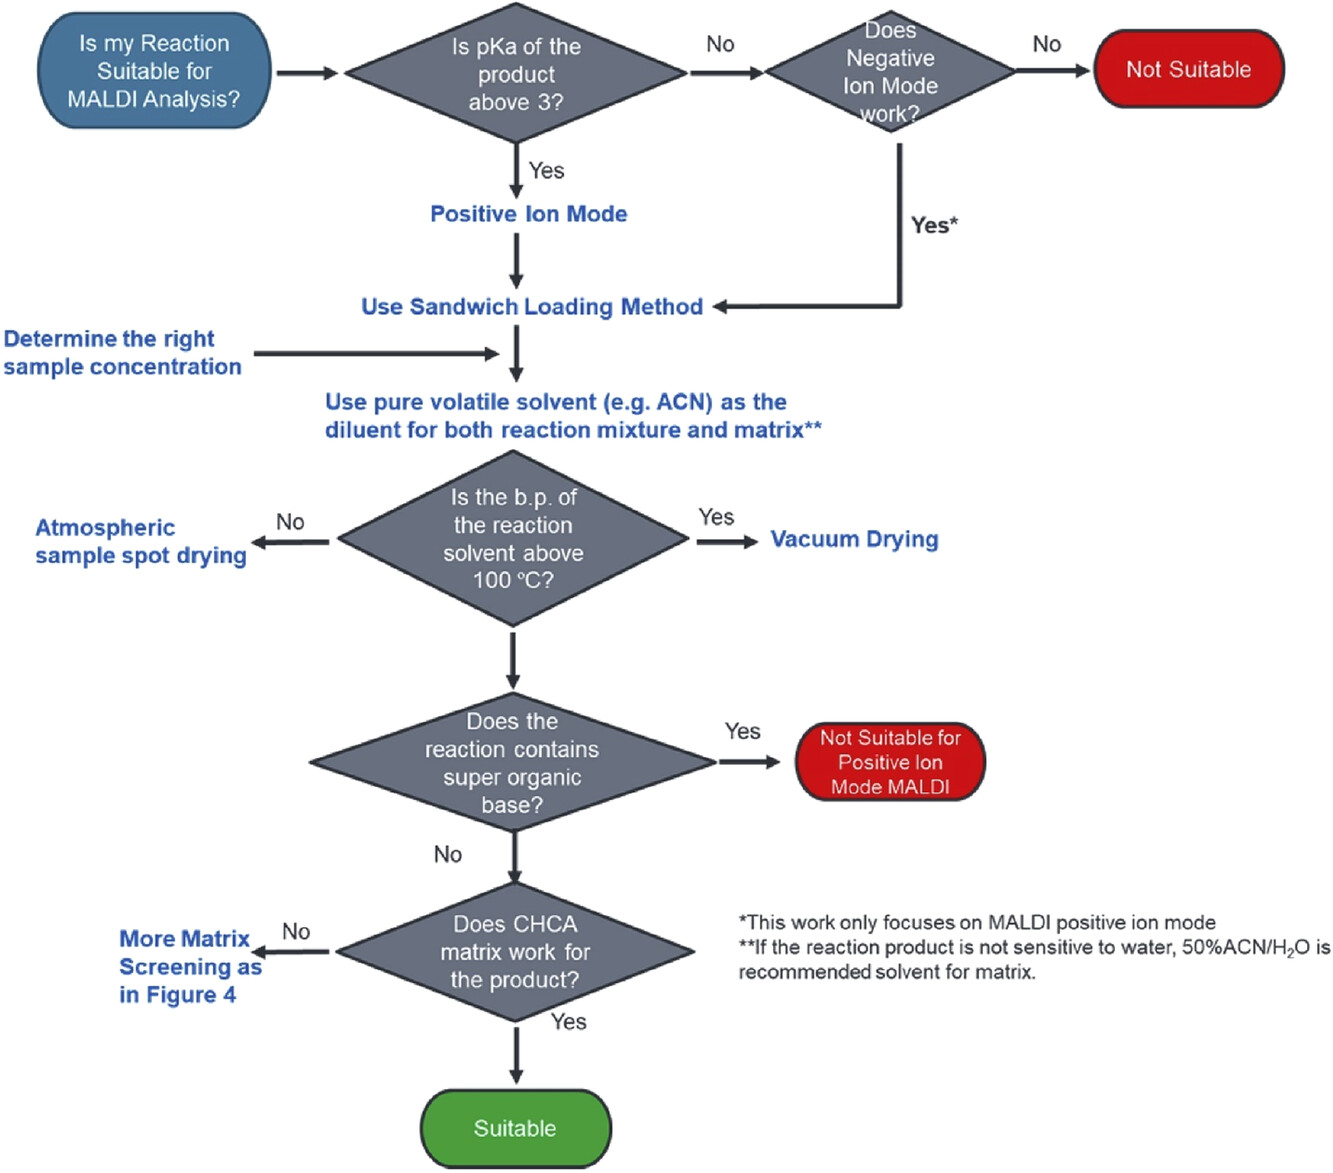 Is my Reaction
Suitable for
MALDI Analysis?
Is pKa of the
product
above 3?
No
Does
Negative
Ion Mode
work?
No
Not Suitable
Yes
Positive Ion Mode
Yes*
Use Sandwich Loading Method
Determine the right
sample concentration
Use pure volatile solvent (e.g. ACN) as the
diluent for both reaction mixture and matrix**
Is the b.p. of
the reaction
solvent above
100 °C?
No
Atmospheric
sample spot drying
Yes
Vacuum Drying
Does the
reaction contains
super organic
base?
Yes
Not Suitable for
Positive Ion
Mode MALDI
No
Does CHCA
matrix work for
the product?
No
More Matrix
Screening as
in Figure 4
*This work only focuses on MALDI positive ion mode
**If the reaction product is not sensitive to water, 50%ACN/H₂O is
recommended solvent for matrix.
Yes
Suitable